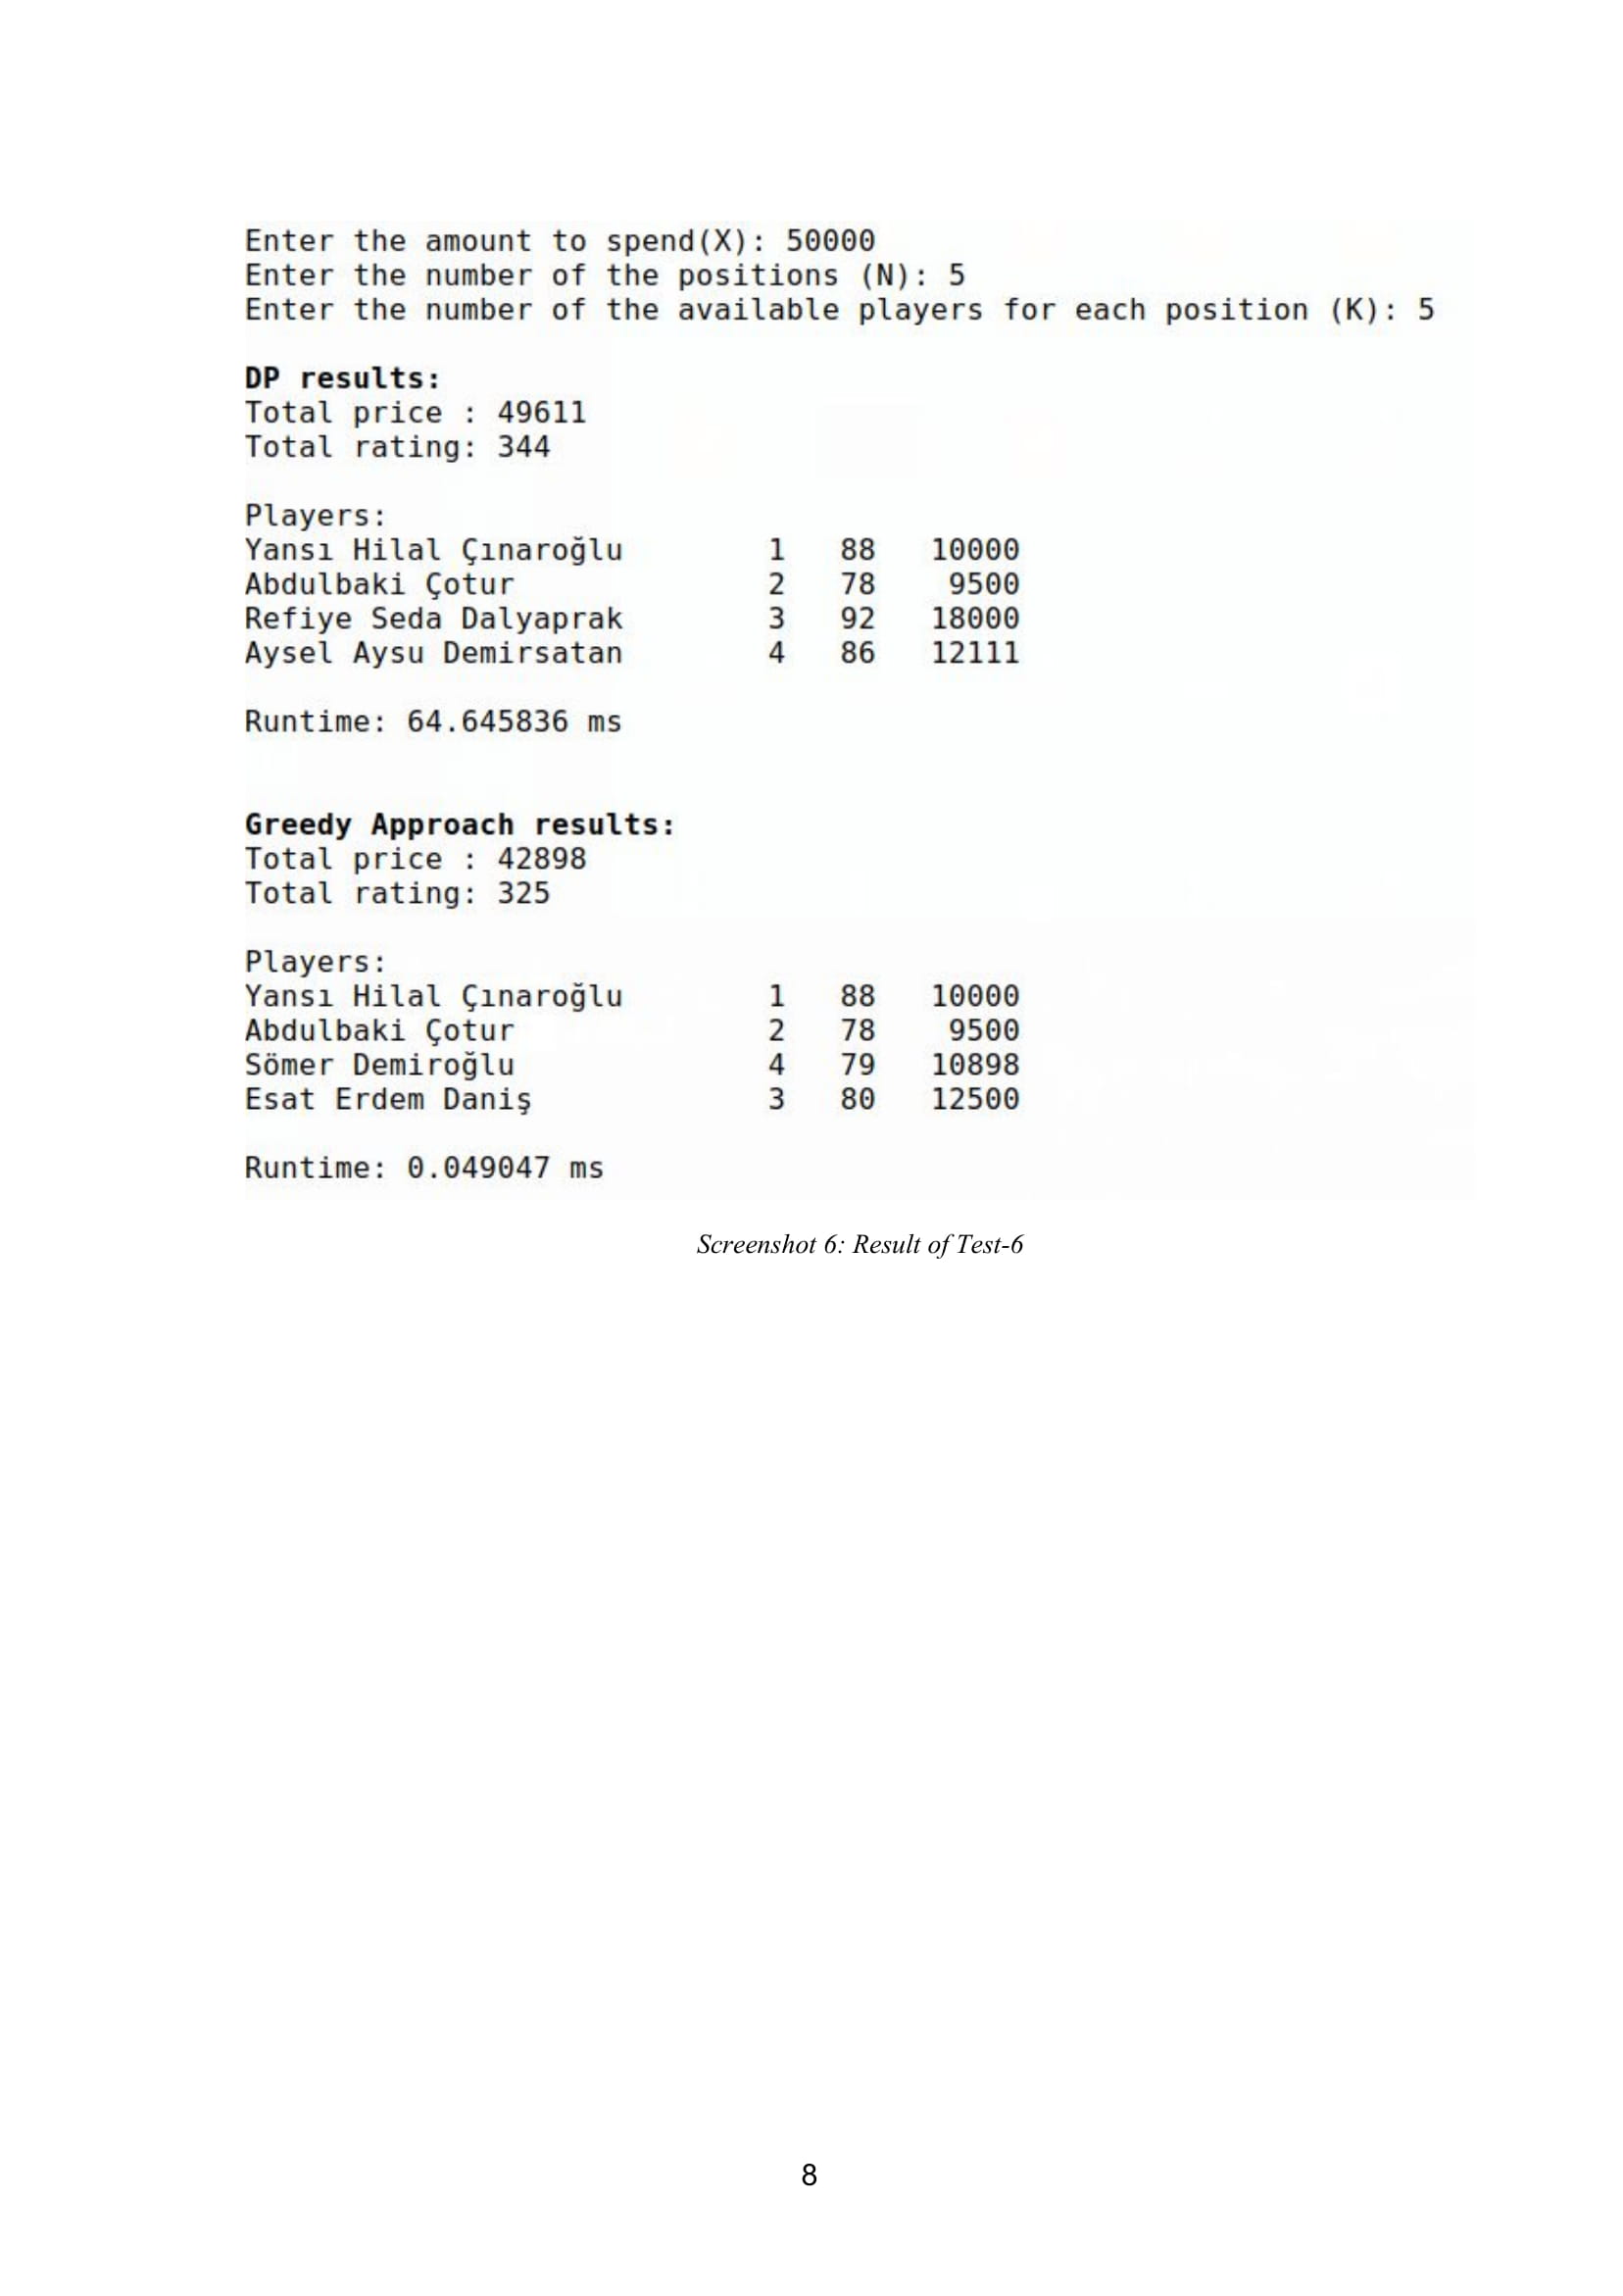 Enter the amount to spend(X): 50000
Enter the number of the positions (N): 5
Enter the number of the available players for each position (K): 5
DP results:
Total price : 49611
Total rating: 344
Players:
Yansı Hilal Çınaroğlu 1 88 10000
Abdulbaki Çotur 2 78 9500
Refiye Seda Dalyaprak 3 92 18000
Aysel Aysu Demirsatan 4 86 12111
Runtime: 64.645836 ms
Greedy Approach results:
Total price : 42898
Total rating: 325
Players:
Yansı Hilal Çınaroğlu 1 88 10000
Abdulbaki Çotur 2 78 9500
Sömer Demiroğlu 4 79 10898
Esat Erdem Daniş 3 80 12500
Runtime: 0.049047 ms
Screenshot 6: Result of Test-6
8